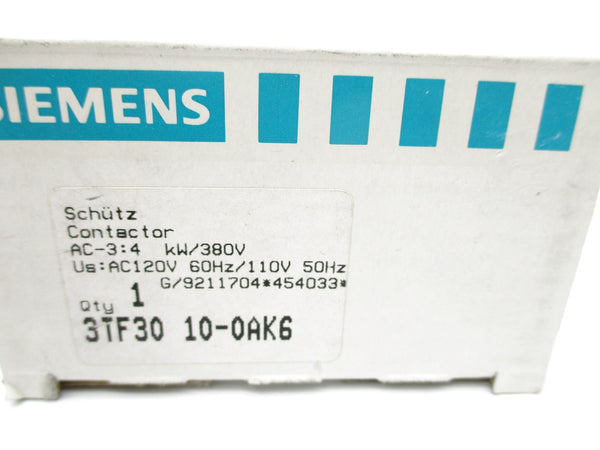 SIEMENS
Schütz
Contactor
AC-3:4 kW/380V
Us:AC120V 60Hz/110V 50Hz
G/9211704*454033*
Qty 1
3TF30 10-0AK6